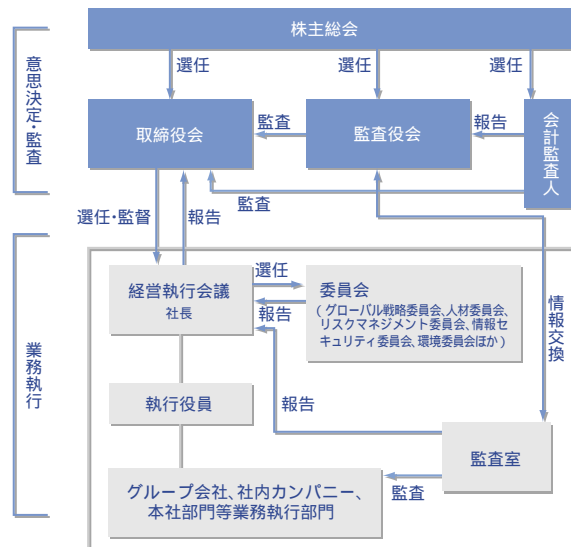 株主総会
意思決定・監査
選任
選任
選任
取締役会
監査
監査役会
報告
会計監査人
監査
選任・監督
報告
業務執行
経営執行会議
社長
選任
報告
委員会
(グローバル戦略委員会、人材委員会、
リスクマネジメント委員会、情報セ
キュリティ委員会、環境委員会ほか)
情報交換
執行役員
報告
監査室
グループ会社、社内カンパニー、
本社部門等業務執行部門
監査